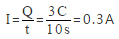 I = Q/t = 3C/10s = 0.3A